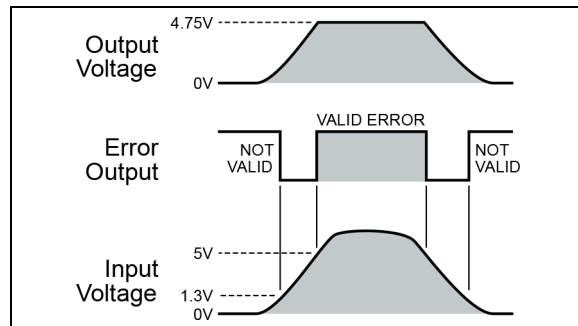 4.75V
Output
Voltage
0V
VALID ERROR
NOT
VALID
Error
Output
NOT
VALID
5V
Input
Voltage
1.3V
0V